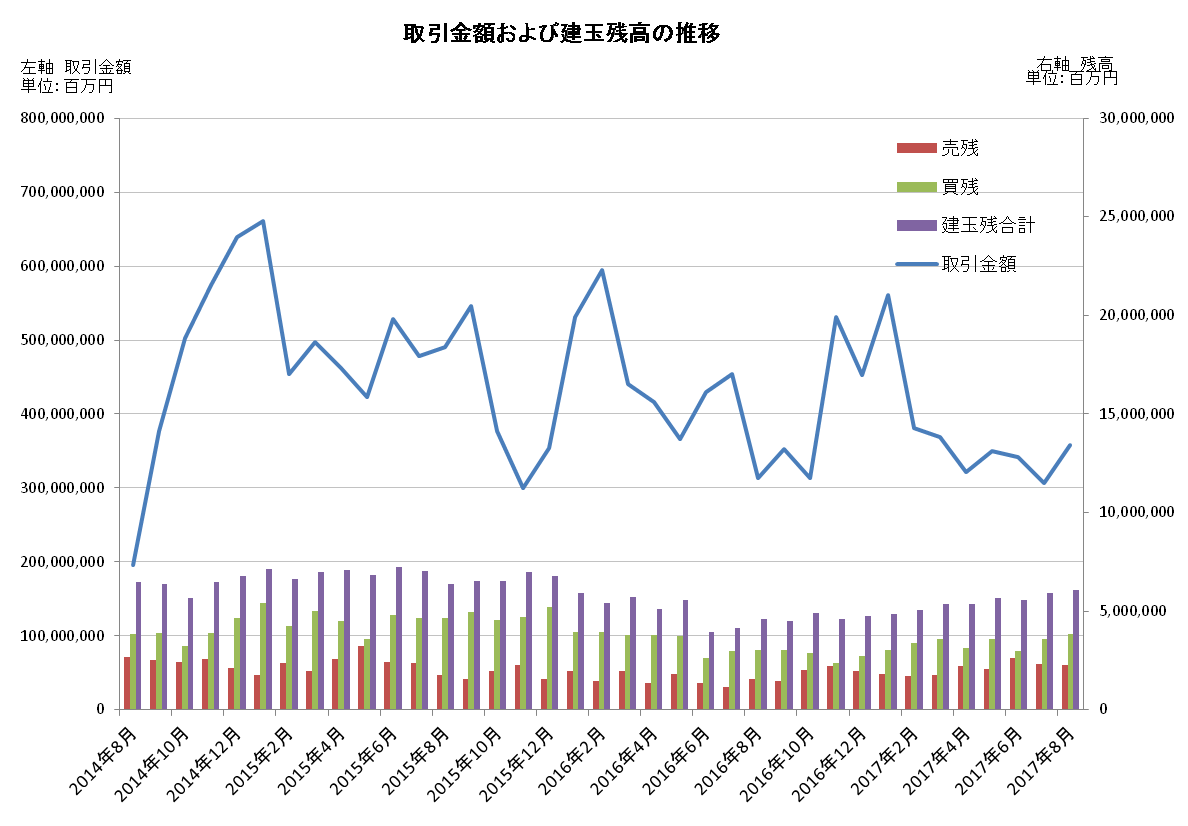 取引金額および建玉残高の推移
左軸　取引金額
単位：百万円
右軸　残高
単位：百万円
800,000,000
700,000,000
600,000,000
500,000,000
400,000,000
300,000,000
200,000,000
100,000,000
0
30,000,000
25,000,000
20,000,000
15,000,000
10,000,000
5,000,000
0
売残
買残
建玉残合計
取引金額
2014年8月
2014年10月
2014年12月
2015年2月
2015年4月
2015年6月
2015年8月
2015年10月
2015年12月
2016年2月
2016年4月
2016年6月
2016年8月
2016年10月
2016年12月
2017年2月
2017年4月
2017年6月
2017年8月